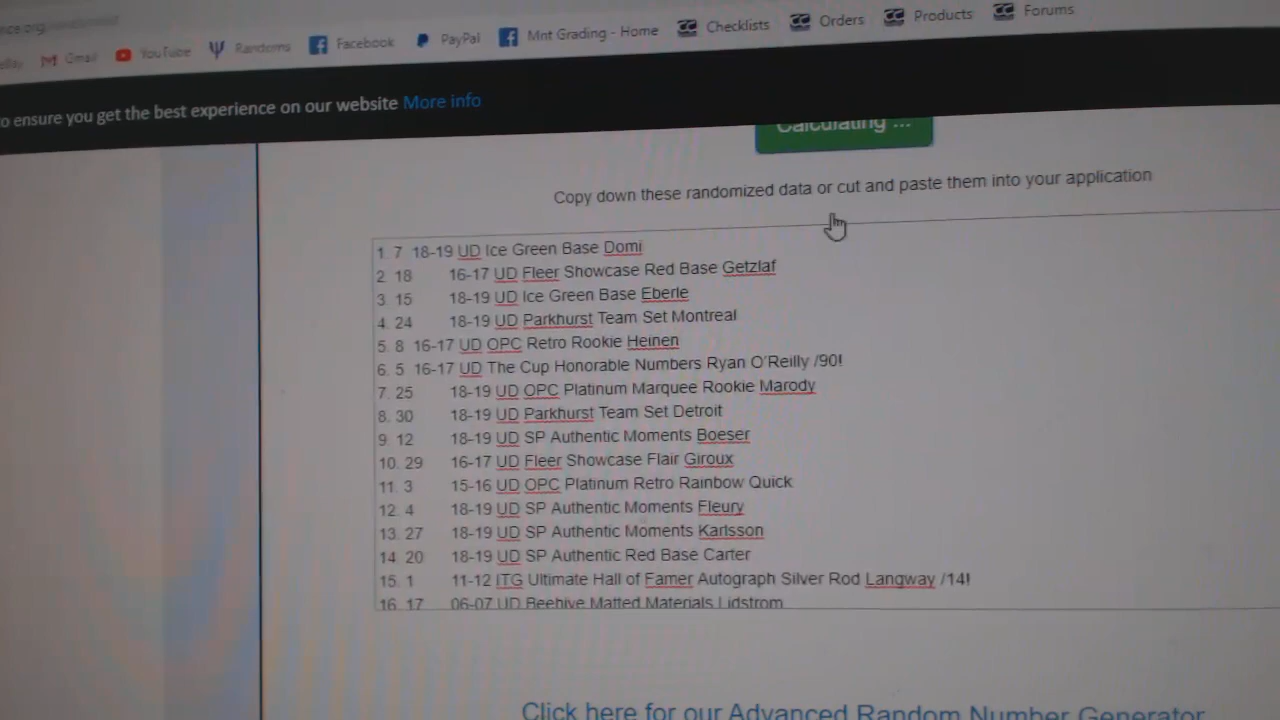 nce.org
eBay Gmail YouTube Randoms Facebook PayPal Mnt Grading - Home Checklists Orders Products Forums
o ensure you get the best experience on our website More info
Calculating ...
Copy down these randomized data or cut and paste them into your application
1. 7 18-19 UD Ice Green Base Domi
2. 18 16-17 UD Fleer Showcase Red Base Getzlaf
3. 15 18-19 UD Ice Green Base Eberle
4. 24 18-19 UD Parkhurst Team Set Montreal
5. 8 16-17 UD OPC Retro Rookie Heinen
6. 5 16-17 UD The Cup Honorable Numbers Ryan O'Reilly /90!
7. 25 18-19 UD OPC Platinum Marquee Rookie Marody
8. 30 18-19 UD Parkhurst Team Set Detroit
9. 12 18-19 UD SP Authentic Moments Boeser
10. 29 16-17 UD Fleer Showcase Flair Giroux
11. 3 15-16 UD OPC Platinum Retro Rainbow Quick
12. 4 18-19 UD SP Authentic Moments Fleury
13. 27 18-19 UD SP Authentic Moments Karlsson
14. 20 18-19 UD SP Authentic Red Base Carter
15. 1 11-12 ITG Ultimate Hall of Famer Autograph Silver Rod Langway /14!
16. 17 06-07 UD Beehive Matted Materials Lidstrom
Click here for our Advanced Random Number Generator